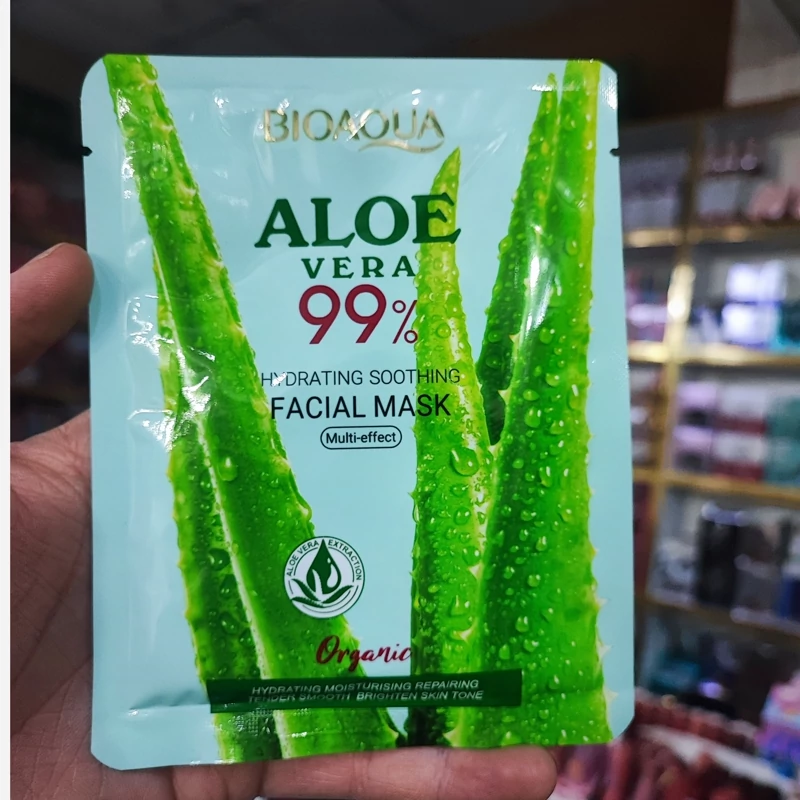 BIOAQUA
ALOE
VERA
99%
HYDRATING SOOTHING
FACIAL MASK
Multi-effect
ALOE VERA EXTRACTION
Organic
HYDRATING MOISTURISING REPAIRING
TENDER SMOOTH BRIGHTEN SKIN TONE